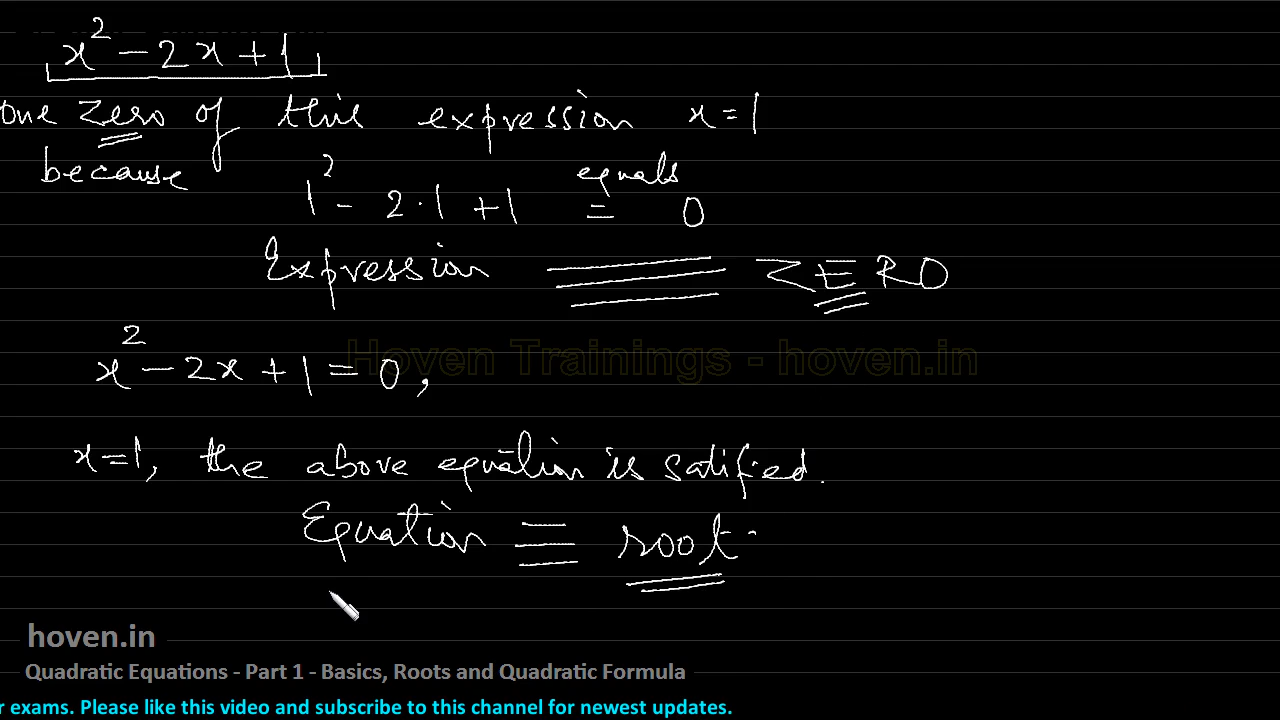 x² - 2x + 1
One Zero of this expression x = 1
because 1² - 2·1 + 1 equals = 0
Expression ≡ ZERO
x² - 2x + 1 = 0,
Hoven Trainings - hoven.in
x=1, the above equation is satified.
Equation ≡ root.
hoven.in
Quadratic Equations - Part 1 - Basics, Roots and Quadratic Formula
r exams. Please like this video and subscribe to this channel for newest updates.